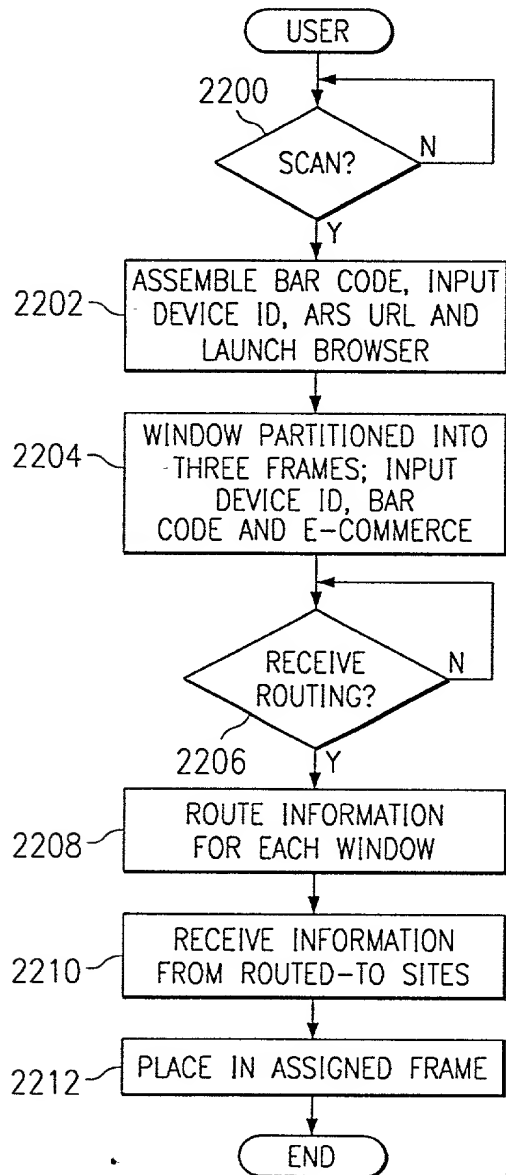 USER
2200
SCAN?
N
Y
2202
ASSEMBLE BAR CODE, INPUT
DEVICE ID, ARS URL AND
LAUNCH BROWSER
2204
WINDOW PARTITIONED INTO
THREE FRAMES; INPUT
DEVICE ID, BAR
CODE AND E-COMMERCE
RECEIVE
ROUTING?
N
2206
Y
2208
ROUTE INFORMATION
FOR EACH WINDOW
2210
RECEIVE INFORMATION
FROM ROUTED-TO SITES
2212
PLACE IN ASSIGNED FRAME
END